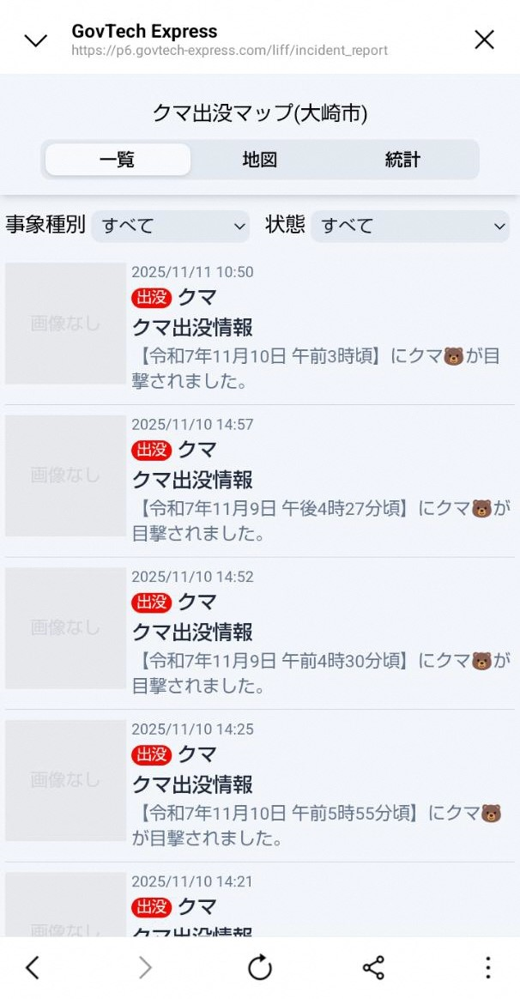 GovTech Express
https://p6.govtech-express.com/liff/incident_report
クマ出没マップ(大崎市)
一覧 地図 統計
事象種別 すべて 状態 すべて
2025/11/11 10:50
出没 クマ
画像なし
クマ出没情報
【令和7年11月10日 午前3時頃】にクマ🐻が目
撃されました。
2025/11/10 14:57
出没 クマ
画像なし
クマ出没情報
【令和7年11月9日 午後4時27分頃】にクマ🐻が
目撃されました。
2025/11/10 14:52
出没 クマ
画像なし
クマ出没情報
【令和7年11月9日 午前4時30分頃】にクマ🐻が
目撃されました。
2025/11/10 14:25
出没 クマ
画像なし
クマ出没情報
【令和7年11月10日 午前5時55分頃】にクマ🐻
が目撃されました。
2025/11/10 14:21
出没 クマ
画像なし
クマ出没情報